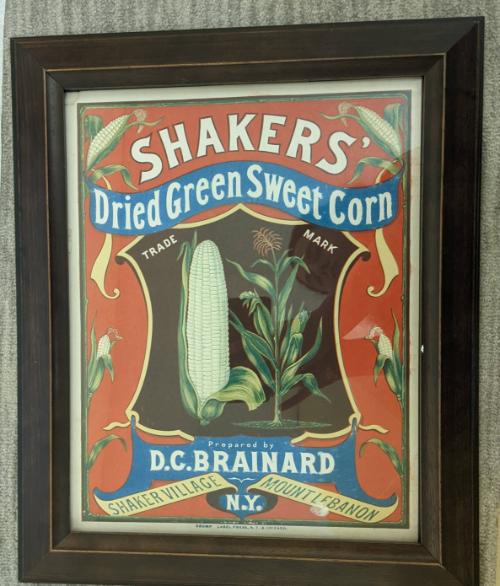 SHAKERS'
Dried Green Sweet Corn
TRADE MARK
Prepared by
D.C. BRAINARD
SHAKER VILLAGE MOUNT LEBANON
N.Y.